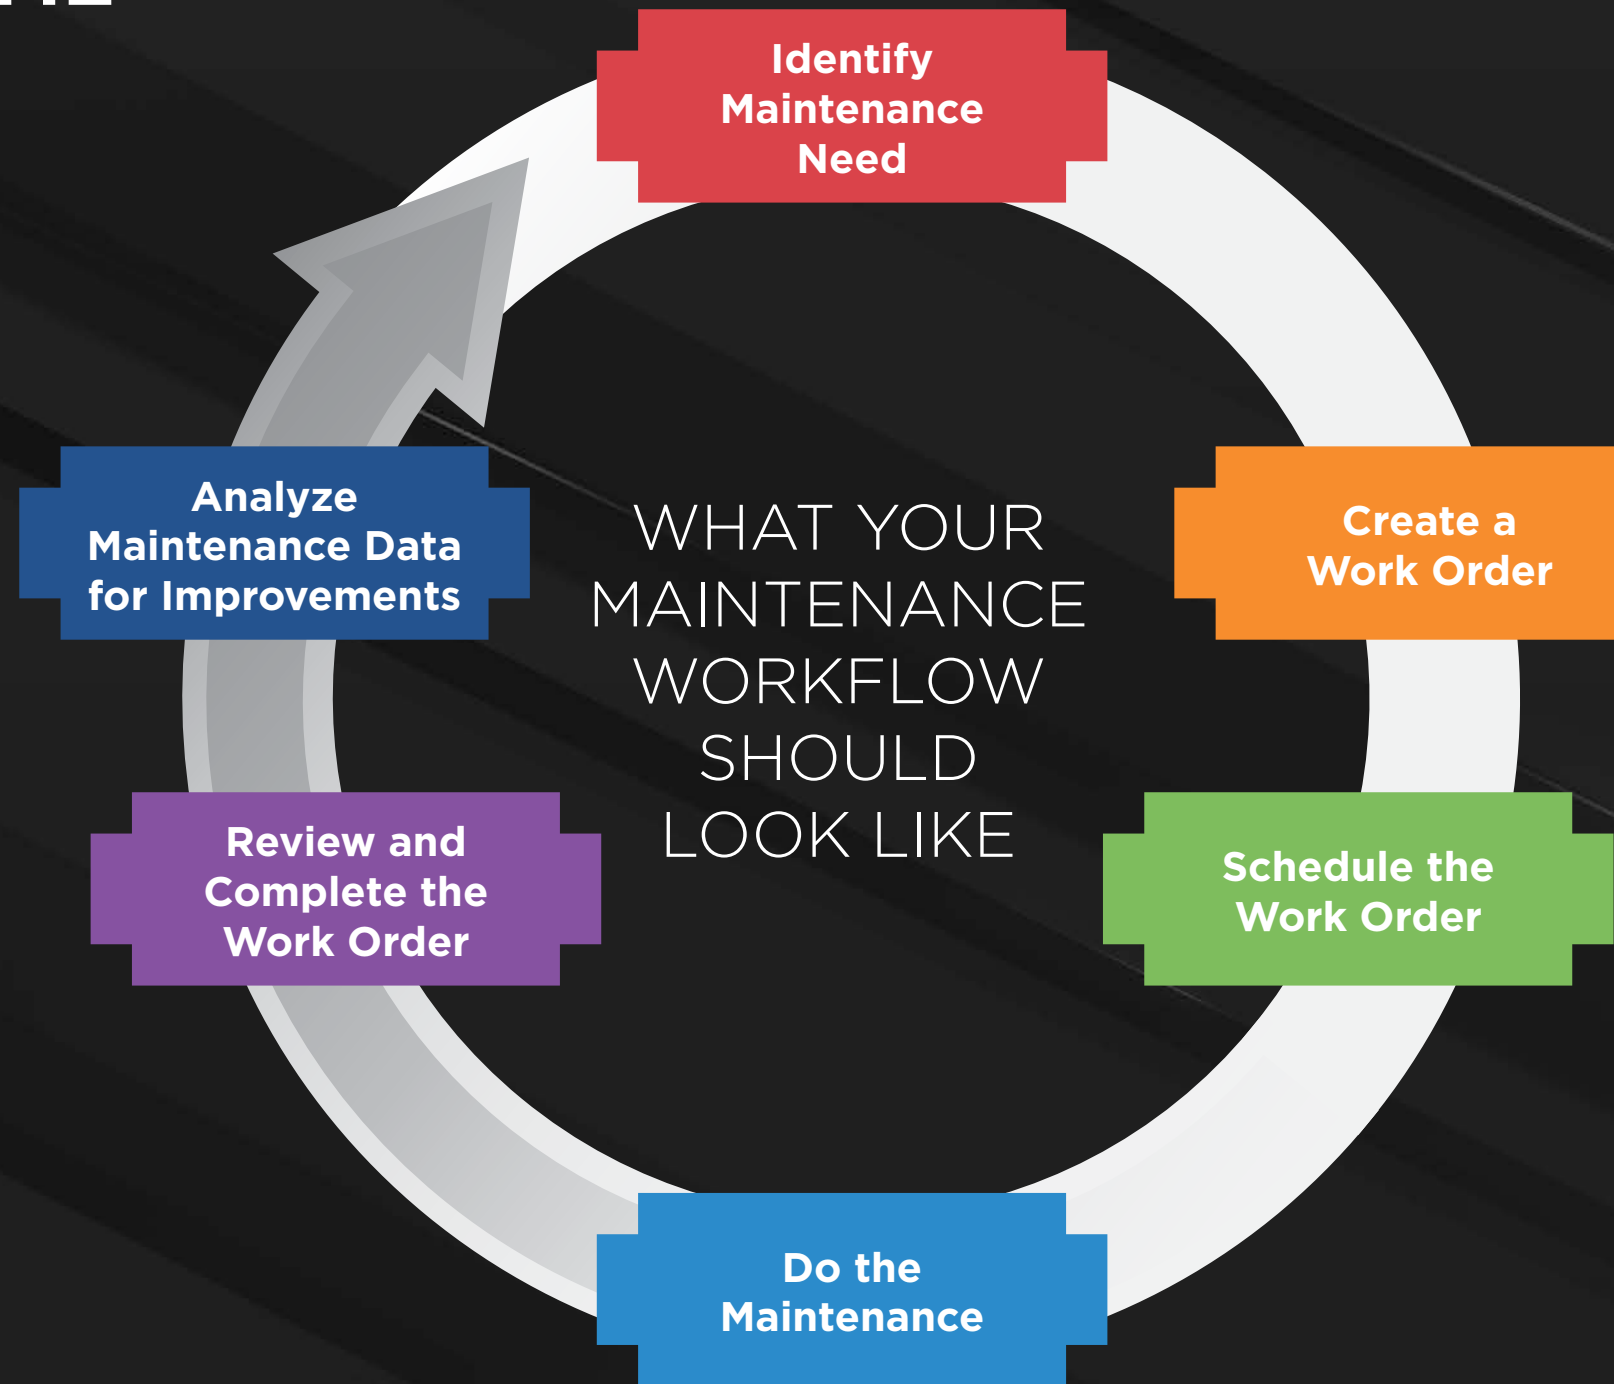 Identify
Maintenance
Need
Create a
Work Order
Schedule the
Work Order
Do the
Maintenance
Review and
Complete the
Work Order
Analyze
Maintenance Data
for Improvements
WHAT YOUR
MAINTENANCE
WORKFLOW
SHOULD
LOOK LIKE